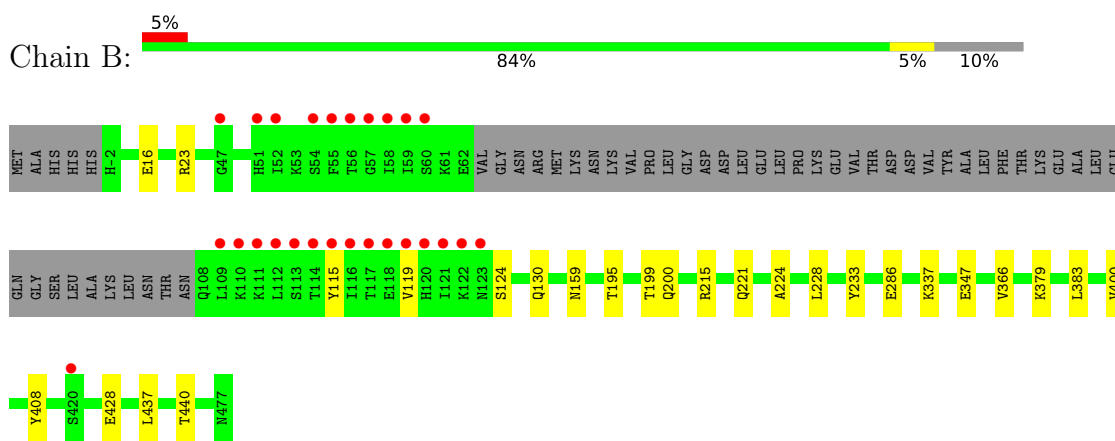 5%
Chain B:
84% 5% 10%
MET ALA HIS HIS HIS H-2 E16 R23 G47 H51 I52 K53 S54 F55 T56 G57 I58 I59 S60 K61 E62 VAL GLY ASN ARG MET LYS ASN LYS VAL PRO LEU GLY ASP ASP LEU GLU LEU PRO LYS GLU VAL THR ASP ASP VAL TYR ALA LEU PHE THR LYS GLU ALA LEU GLU
GLN GLY SER LEU ALA LYS LEU ASN THR ASN Q108 L109 K110 K111 L112 S113 T114 Y115 I116 T117 E118 V119 H120 I121 K122 N123 S124 Q130 N159 T195 T199 Q200 R215 Q221 A224 L228 Y233 E286 K337 E347 V366 K379 L383 V400
Y408 S420 E428 L437 T440 N477